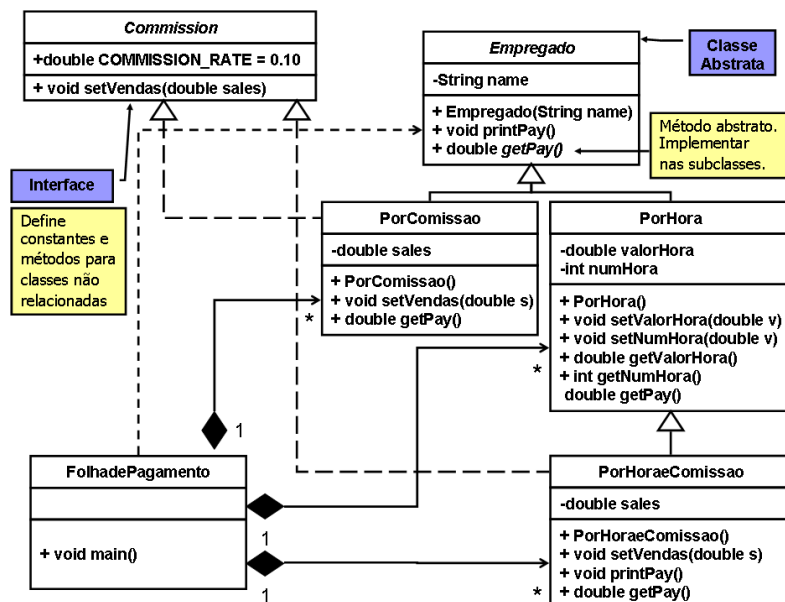 Commission
+double COMMISSION_RATE = 0.10
+ void setVendas(double sales)
Empregado
-String name
+ Empregado(String name)
+ void printPay()
+ double getPay()
Classe
Abstrata
Método abstrato.
Implementar
nas subclasses.
Interface
Define
constantes e
métodos para
classes não
relacionadas
PorComissao
-double sales
+ PorComissao()
+ void setVendas(double s)
+ double getPay()
*
PorHora
-double valorHora
-int numHora
+ PorHora()
+ void setValorHora(double v)
+ void setNumHora(double v)
+ double getValorHora()
+ int getNumHora()
double getPay()
*
1
FolhadePagamento
+ void main()
1
1
PorHoraeComissao
-double sales
+ PorHoraeComissao()
+ void setVendas(double s)
+ void printPay()
+ double getPay()
*